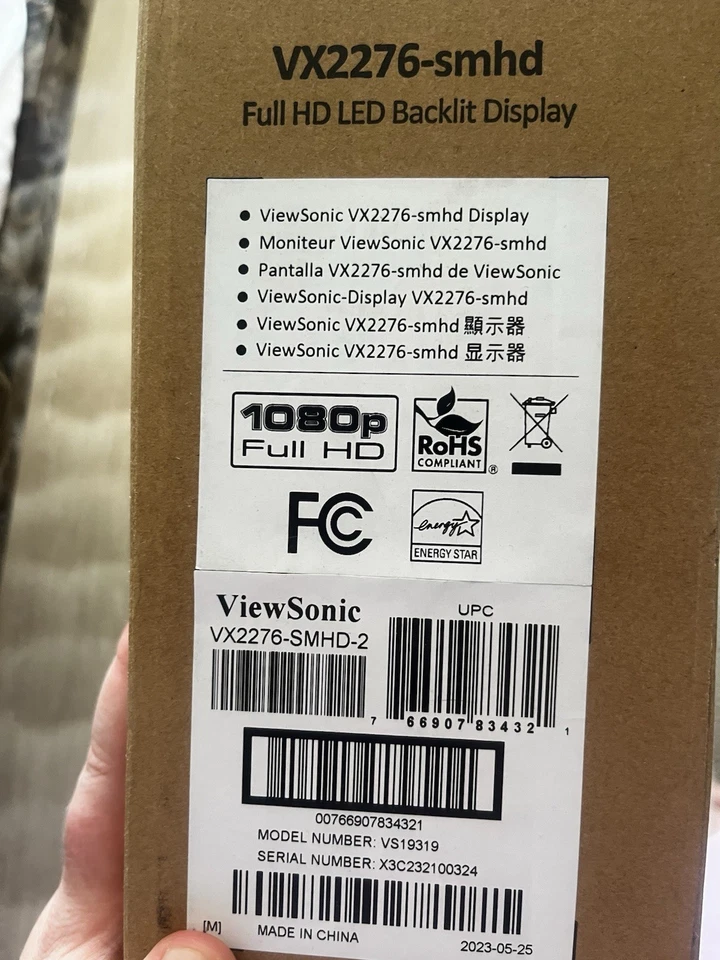 VX2276-smhd
Full HD LED Backlit Display
● ViewSonic VX2276-smhd Display
● Moniteur ViewSonic VX2276-smhd
● Pantalla VX2276-smhd de ViewSonic
● ViewSonic-Display VX2276-smhd
● ViewSonic VX2276-smhd 顯示器
● ViewSonic VX2276-smhd 显示器
1080p
Full HD
RoHS
COMPLIANT ®
FC
energy
ENERGY STAR
ViewSonic
VX2276-SMHD-2
UPC
7 66907 83432 1
00766907834321
MODEL NUMBER: VS19319
SERIAL NUMBER: X3C232100324
[M] MADE IN CHINA 2023-05-25